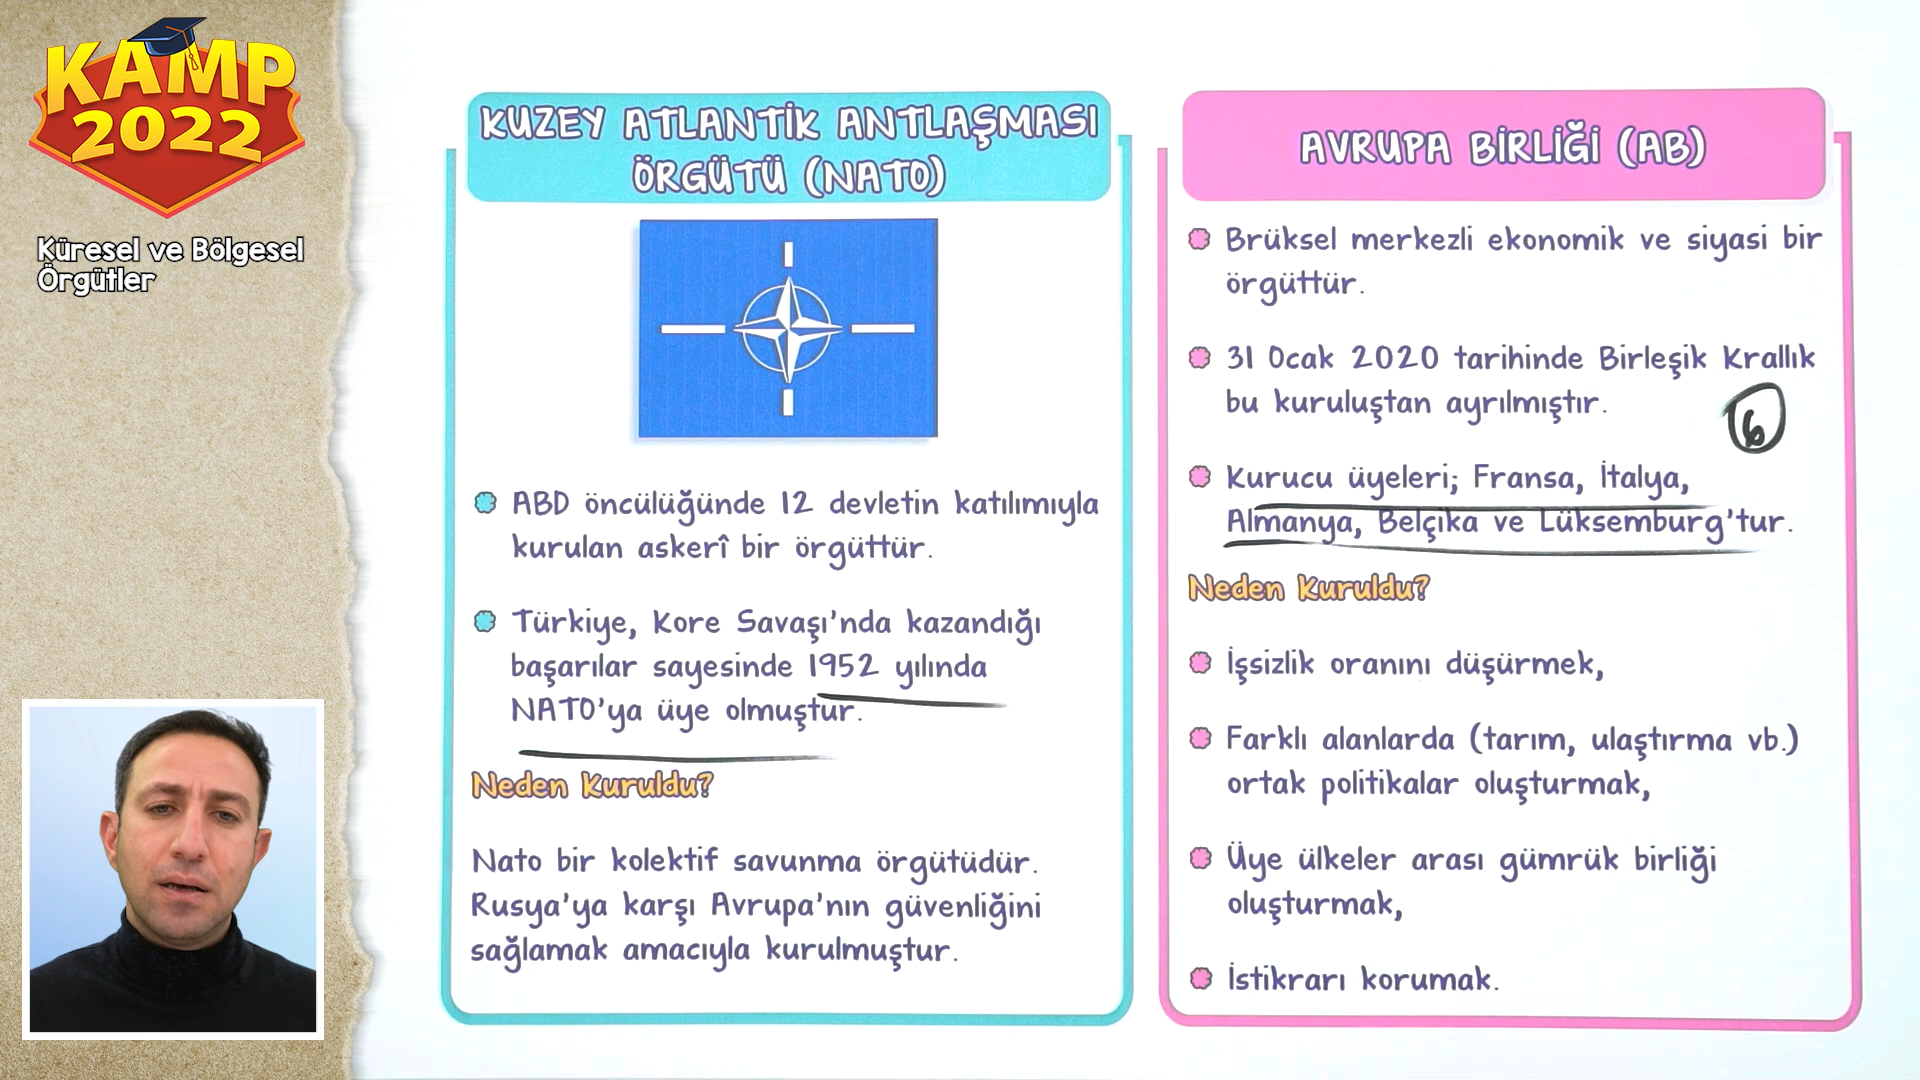 KAMP
2022
Küresel ve Bölgesel
Örgütler
KUZEY ATLANTİK ANTLAŞMASI
ÖRGÜTÜ (NATO)
ABD öncülüğünde 12 devletin katılımıyla
kurulan askerî bir örgüttür.
Türkiye, Kore Savaşı'nda kazandığı
başarılar sayesinde 1952 yılında
NATO'ya üye olmuştur.
Neden Kuruldu?
Nato bir kolektif savunma örgütüdür.
Rusya'ya karşı Avrupa'nın güvenliğini
sağlamak amacıyla kurulmuştur.
AVRUPA BİRLİĞİ (AB)
Brüksel merkezli ekonomik ve siyasi bir
örgüttür.
31 Ocak 2020 tarihinde Birleşik Krallık
bu kuruluştan ayrılmıştır.
6
Kurucu üyeleri; Fransa, İtalya,
Almanya, Belçika ve Lüksemburg'tur.
Neden Kuruldu?
İşsizlik oranını düşürmek,
Farklı alanlarda (tarım, ulaştırma vb.)
ortak politikalar oluşturmak,
Üye ülkeler arası gümrük birliği
oluşturmak,
İstikrarı korumak.